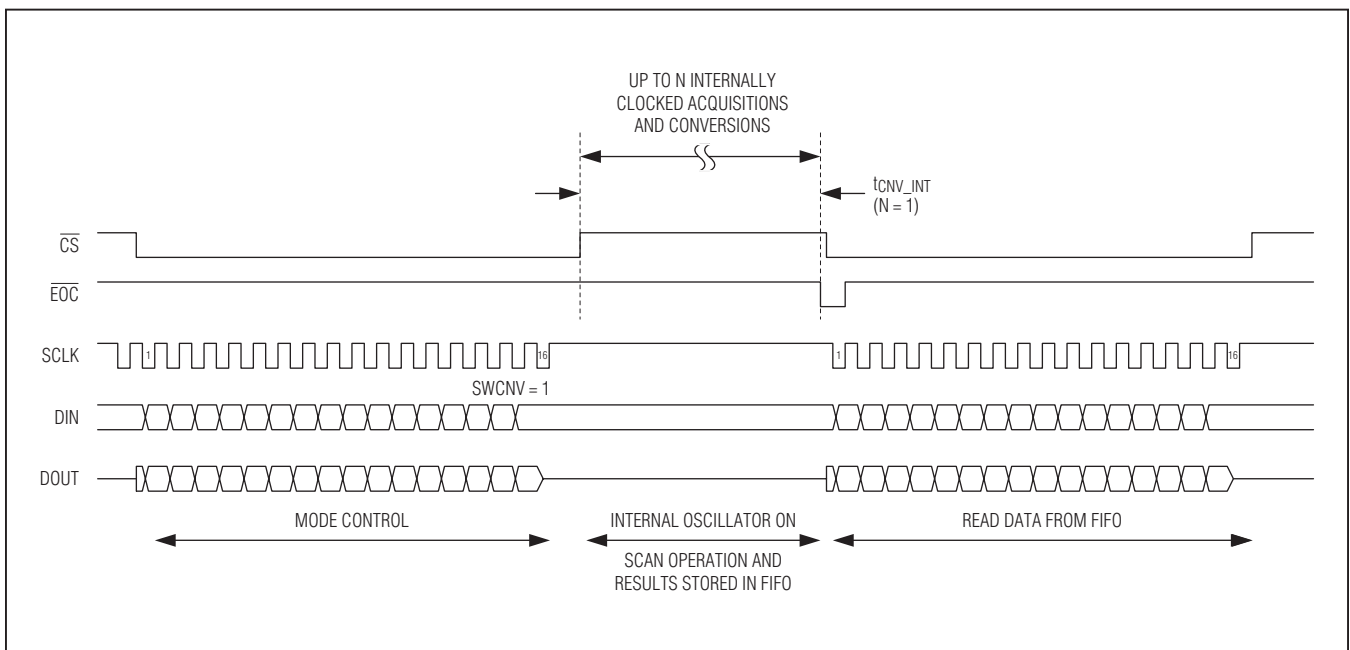 UP TO N INTERNALLY
CLOCKED ACQUISITIONS
AND CONVERSIONS
tCNV_INT
(N = 1)
CS
EOC
SCLK
1
16
1
16
SWCNV = 1
DIN
DOUT
MODE CONTROL
INTERNAL OSCILLATOR ON
READ DATA FROM FIFO
SCAN OPERATION AND
RESULTS STORED IN FIFO